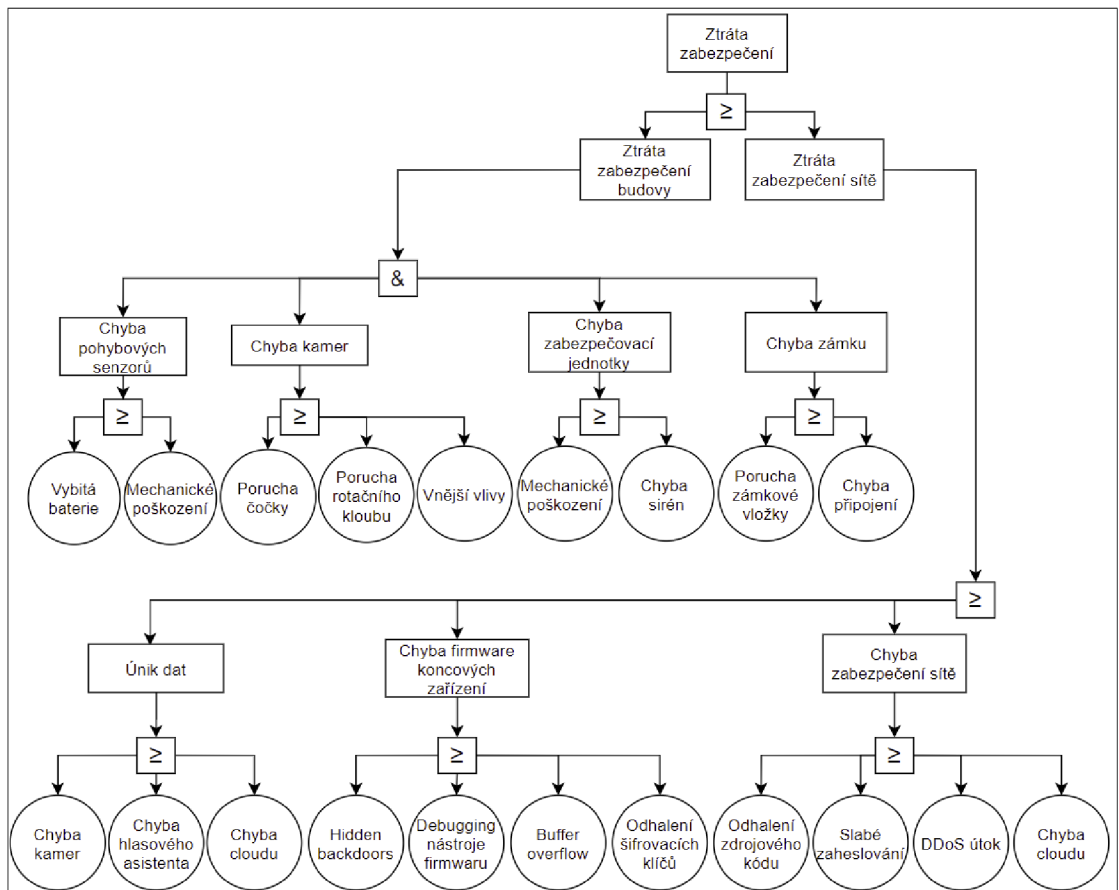 Ztráta
zabezpečení
≥
Ztráta
zabezpečení
budovy
Ztráta
zabezpečení sítě
&
Chyba
pohybových
senzorů
Chyba kamer
Chyba
zabezpečovací
jednotky
Chyba zámku
≥
≥
≥
≥
Vybitá
baterie
Mechanické
poškození
Porucha
čočky
Porucha
rotačního
kloubu
Vnější vlivy
Mechanické
poškození
Chyba
sirén
Porucha
zámkové
vložky
Chyba
připojení
≥
Únik dat
Chyba firmware
koncových
zařízení
Chyba
zabezpečení sítě
≥
≥
≥
Chyba
kamer
Chyba
hlasového
asistenta
Chyba
cloudu
Hidden
backdoors
Debugging
nástroje
firmwaru
Buffer
overflow
Odhalení
šifrovacích
klíčů
Odhalení
zdrojového
kódu
Slabé
zaheslování
DDoS útok
Chyba
cloudu